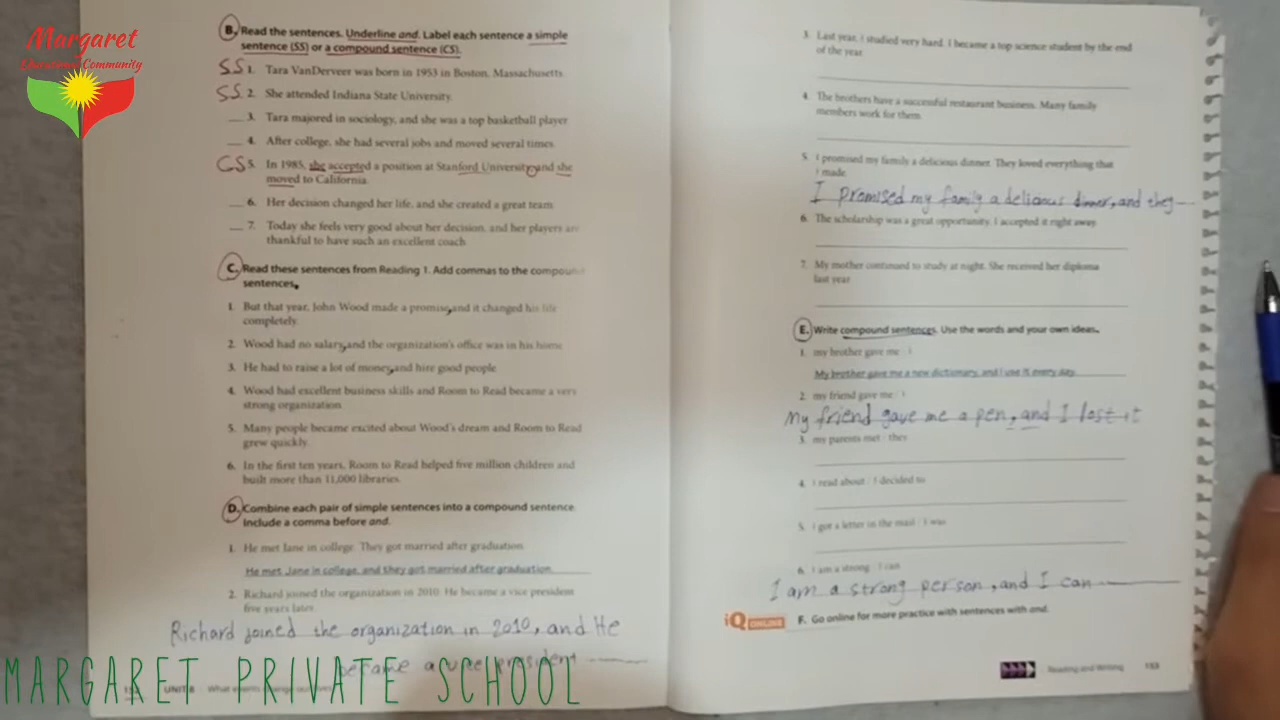 Margaret
Educational Community
B. Read the sentences. Underline and. Label each sentence a simple
sentence (SS) or a compound sentence (CS).
SS 1. Tara VanDerveer was born in 1953 in Boston, Massachusetts.
SS 2. She attended Indiana State University.
__ 3. Tara majored in sociology, and she was a top basketball player
__ 4. After college, she had several jobs and moved several times.
CS 5. In 1985, she accepted a position at Stanford University and she
moved to California.
__ 6. Her decision changed her life, and she created a great team.
__ 7. Today she feels very good about her decision, and her players are
thankful to have such an excellent coach.
C. Read these sentences from Reading 1. Add commas to the compound
sentences.
1. But that year, John Wood made a promise, and it changed his life
completely.
2. Wood had no salary, and the organization's office was in his home
3. He had to raise a lot of money, and hire good people
4. Wood had excellent business skills and Room to Read became a very
strong organization.
5. Many people became excited about Wood's dream and Room to Read
grew quickly.
6. In the first ten years, Room to Read helped five million children and
built more than 11,000 libraries.
D. Combine each pair of simple sentences into a compound sentence.
Include a comma before and.
1. He met Jane in college. They got married after graduation.
He met Jane in college, and they got married after graduation.
2. Richard joined the organization in 2010. He became a vice president
five years later.
Richard joined the organization in 2010, and He
became a vice president
UNIT 8 What events change our lives
MARGARET PRIVATE SCHOOL
3. Last year, I studied very hard. I became a top science student by the end
of the year.
4. The brothers have a successful restaurant business. Many family
members work for them.
5. I promised my family a delicious dinner. They loved everything that
I made.
I promised my family a delicious dinner, and they
6. The scholarship was a great opportunity. I accepted it right away.
7. My mother continued to study at night. She received her diploma
last year.
E. Write compound sentences. Use the words and your own ideas.
1. my brother gave me / I
My brother gave me a new dictionary, and I use it every day.
2. my friend gave me / I
My friend gave me a pen, and I lost it
3. my parents met / they
4. I read about / I decided to
5. I got a letter in the mail / I was
6. I am a strong / I can
I am a strong person, and I can
iQ ONLINE F. Go online for more practice with sentences with and.
Reading and Writing 153